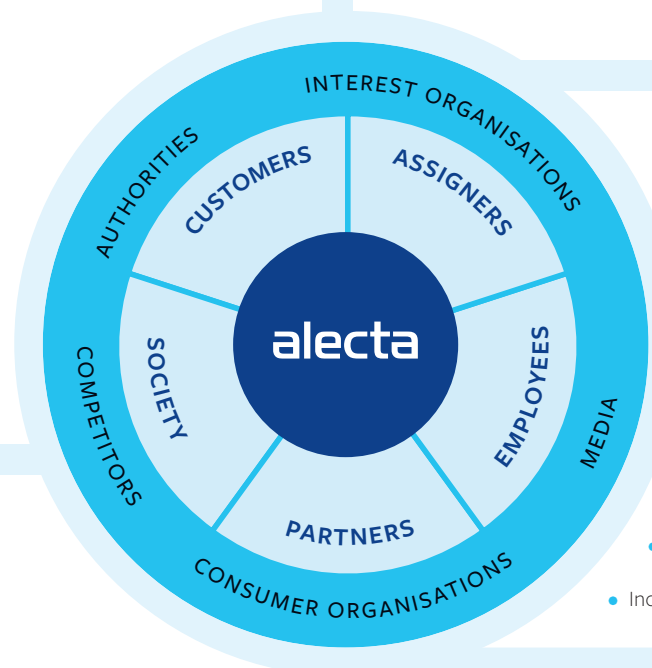 INTEREST ORGANISATIONS
AUTHORITIES
CUSTOMERS
ASSIGNERS
alecta
SOCIETY
EMPLOYEES
COMPETITORS
MEDIA
PARTNERS
CONSUMER ORGANISATIONS